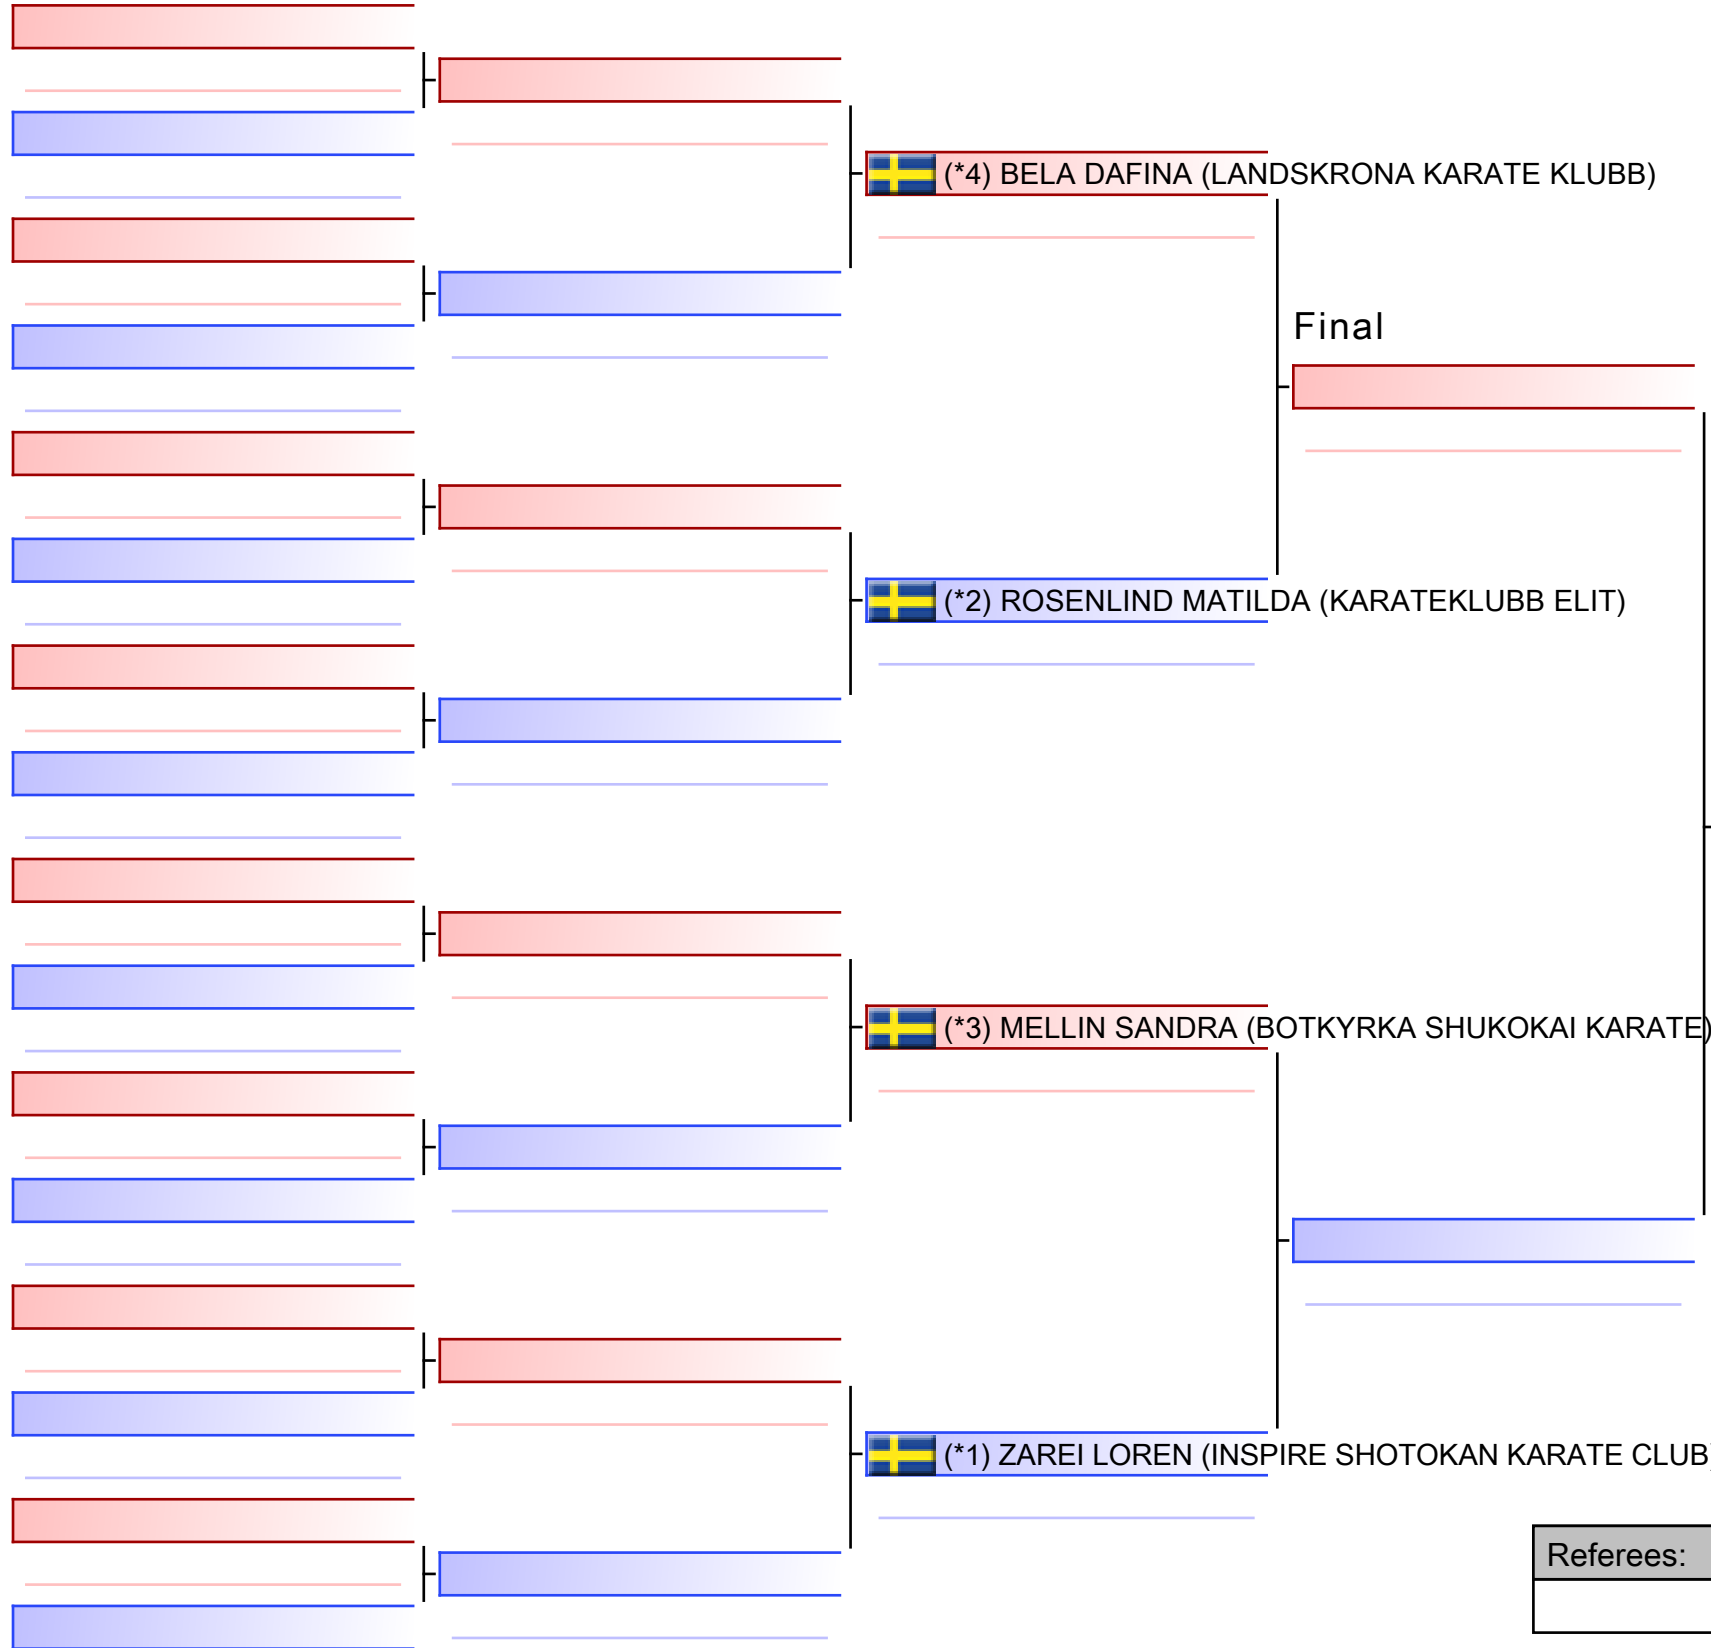 (*4) BELA DAFINA (LANDSKRONA KARATE KLUBB)
Final
(*2) ROSENLIND MATILDA (KARATEKLUBB ELIT)
(*3) MELLIN SANDRA (BOTKYRKA SHUKOKAI KARATE)
(*1) ZAREI LOREN (INSPIRE SHOTOKAN KARATE CLUB)
Referees: